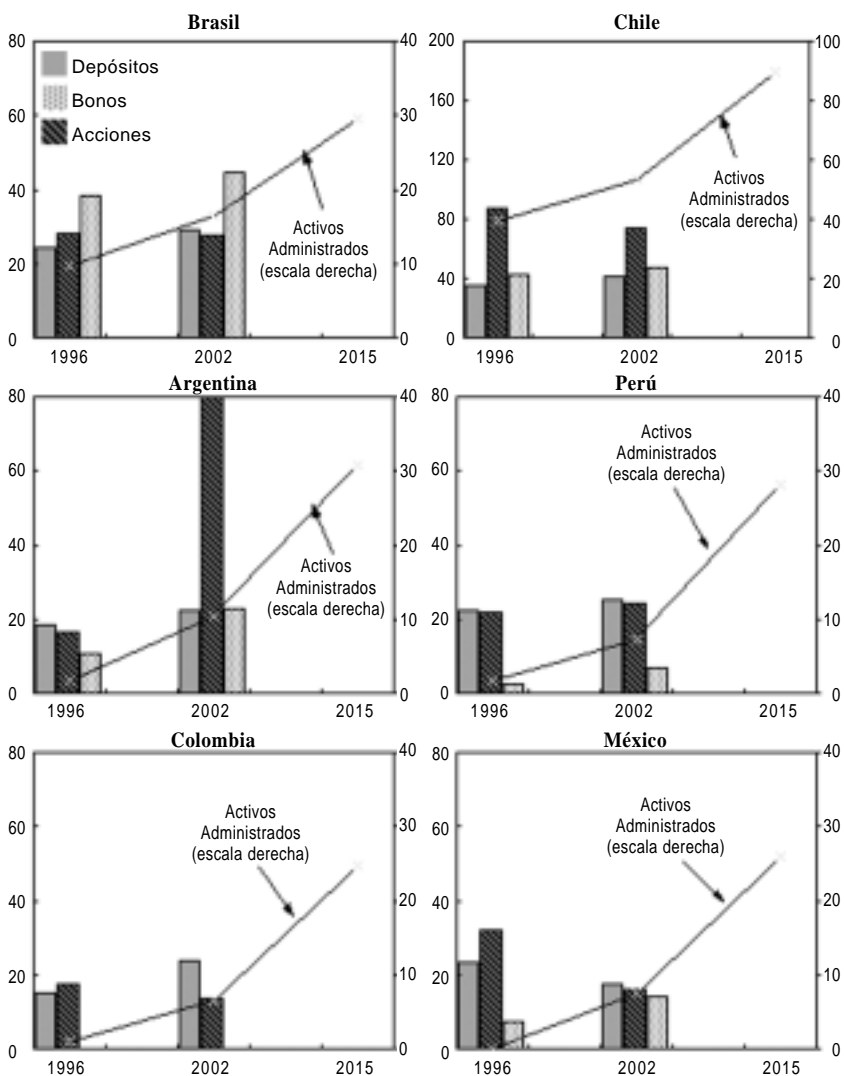 Brasil
80
60
40
20
0
40
30
20
10
0
Depósitos
Bonos
Acciones
Activos
Administrados
(escala derecha)
1996
2002
2015
Chile
200
160
120
80
40
0
100
80
60
40
20
0
Activos
Administrados
(escala derecha)
1996
2002
2015
Argentina
80
60
40
20
0
40
30
20
10
0
Activos
Administrados
(escala derecha)
1996
2002
2015
Perú
80
60
40
20
0
40
30
20
10
0
Activos
Administrados
(escala derecha)
1996
2002
2015
Colombia
80
60
40
20
0
40
30
20
10
0
Activos
Administrados
(escala derecha)
1996
2002
2015
México
80
60
40
20
0
40
30
20
10
0
Activos
Administrados
(escala derecha)
1996
2002
2015